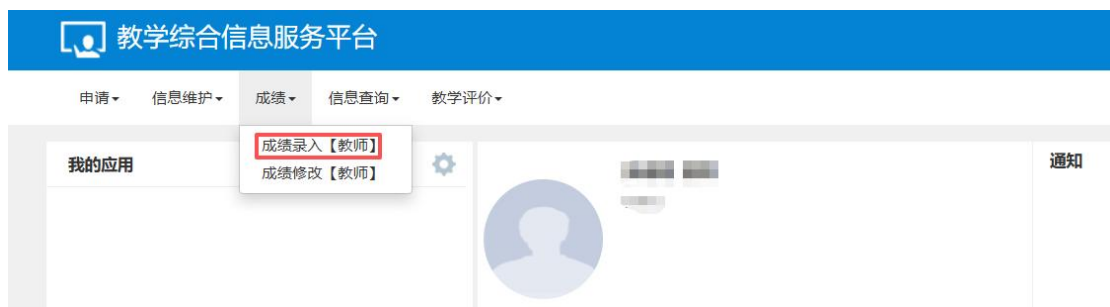 教学综合信息服务平台
申请 信息维护 成绩 信息查询 教学评价
成绩录入【教师】
成绩修改【教师】
我的应用
通知